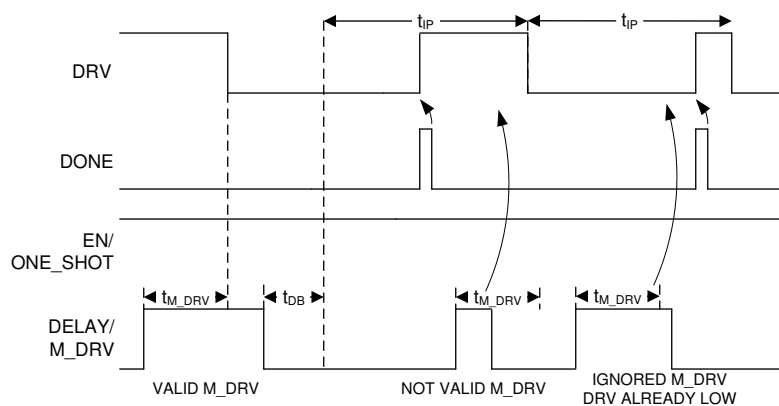 tIP
tIP
DRV
DONE
EN/
ONE_SHOT
tM_DRV
tDB
tM_DRV
tM_DRV
DELAY/
M_DRV
VALID M_DRV
NOT VALID M_DRV
IGNORED M_DRV
DRV ALREADY LOW